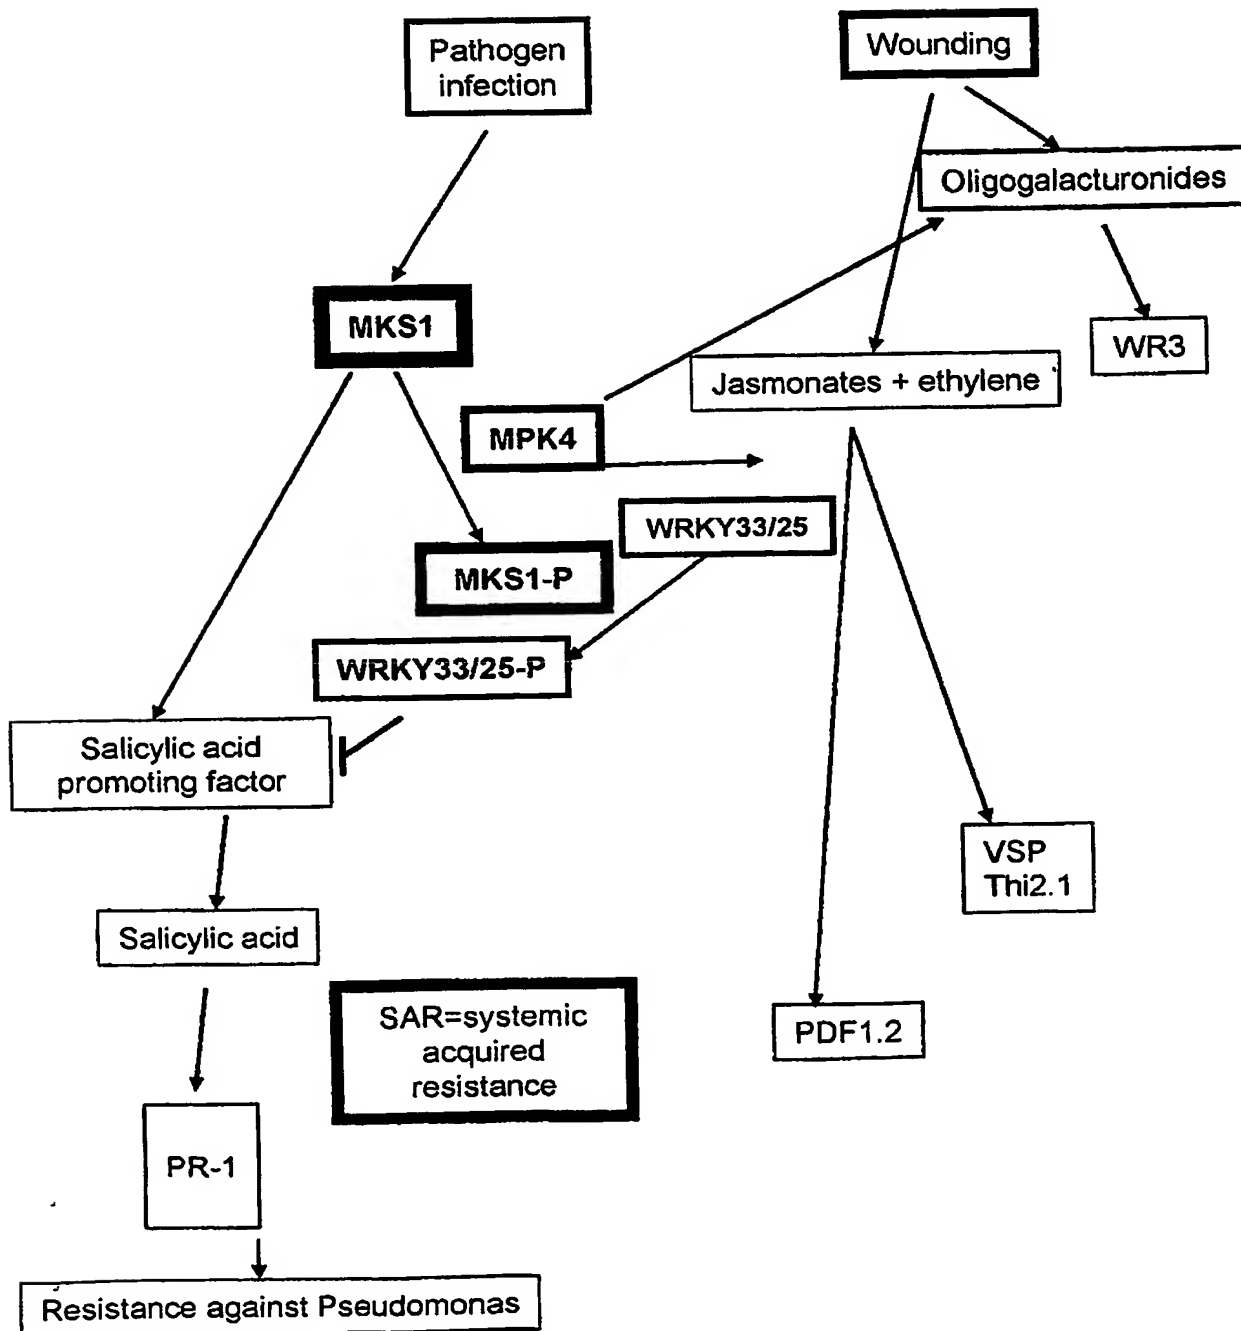 Pathogen
infection
Wounding
Oligogalacturonides
MKS1
WR3
Jasmonates + ethylene
MPK4
WRKY33/25
MKS1-P
WRKY33/25-P
Salicylic acid
promoting factor
VSP
Thi2.1
Salicylic acid
SAR=systemic
acquired
resistance
PDF1.2
PR-1
Resistance against Pseudomonas